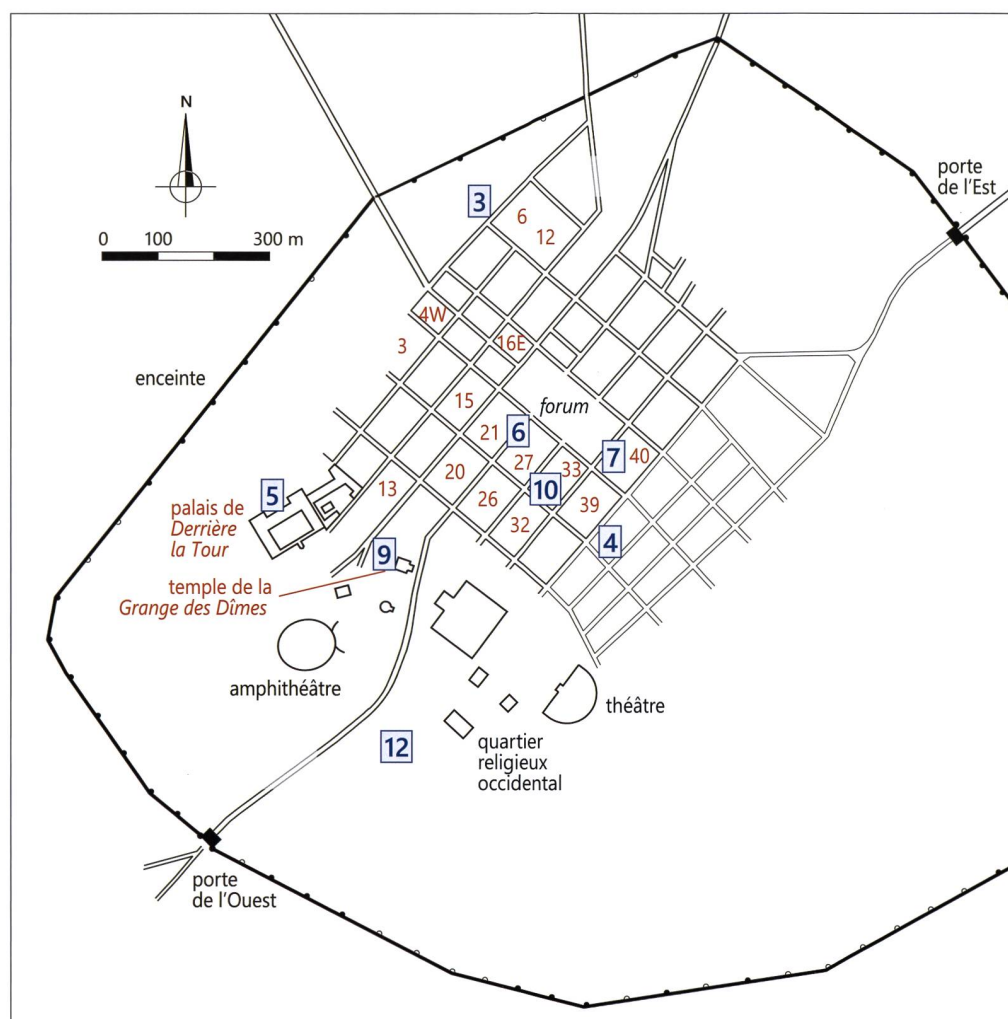 N
0 100 300 m
porte
de l'Est
3
6
12
4W
3
16E
enceinte
15
forum
21
6
7
40
27
33
20
13
5
26
10
39
32
4
palais de
Derrière
la Tour
9
temple de la
Grange des Dîmes
amphithéâtre
théâtre
12
quartier
religieux
occidental
porte
de l'Ouest